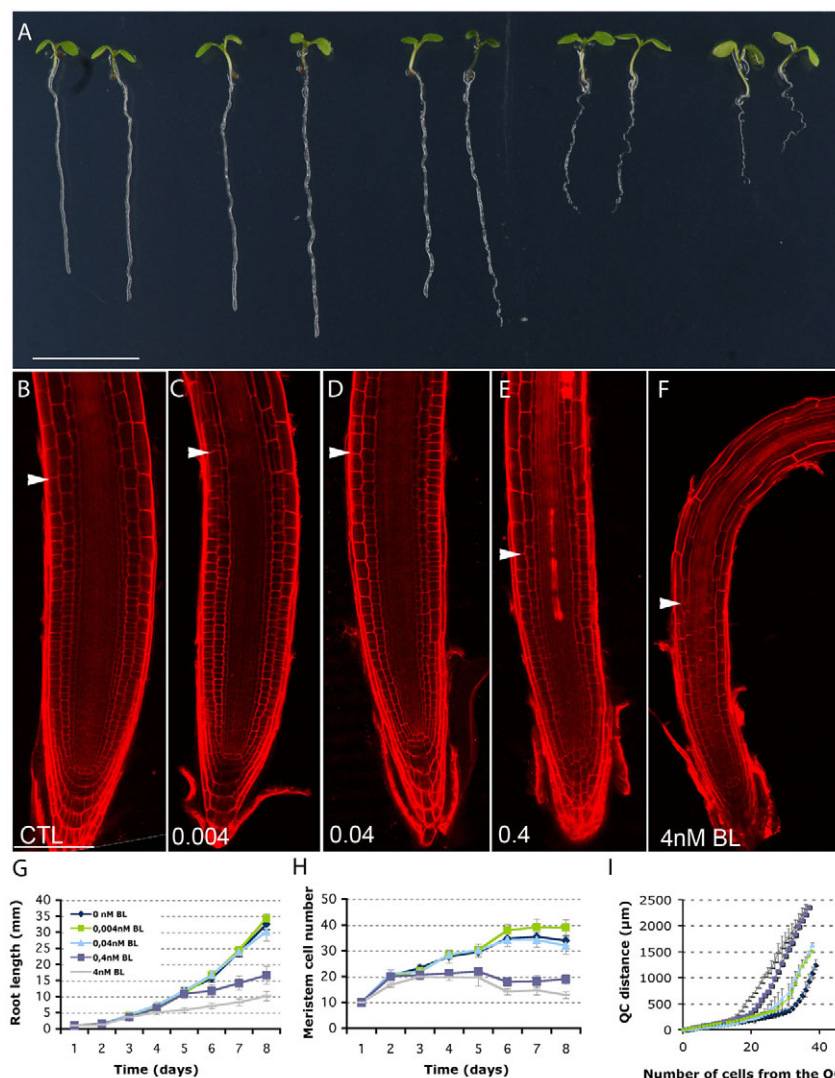 A
B
C
D
E
F
CTL
0.004
0.04
0.4
4nM BL
G
H
I
Root length (mm)
40
35
30
25
20
15
10
5
0
0 nM BL
0,004nM BL
0,04nM BL
0,4nM BL
4nM BL
1 2 3 4 5 6 7 8
Time (days)
Meristem cell number
50
40
30
20
10
0
1 2 3 4 5 6 7 8
Time (days)
QC distance (µm)
2500
2000
1500
1000
500
0
0 20 40
Number of cells from the